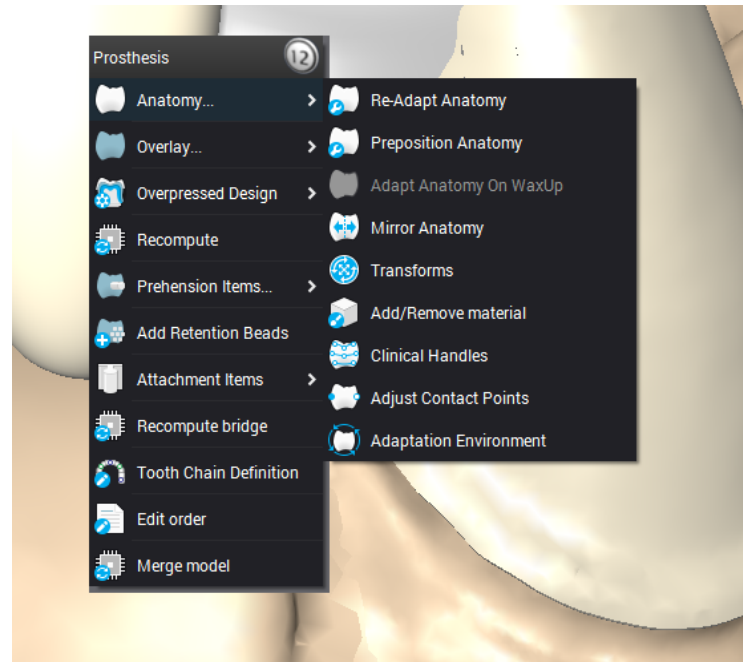 Prosthesis 12
Anatomy...
Overlay...
Overpressed Design
Recompute
Prehension Items...
Add Retention Beads
Attachment Items
Recompute bridge
Tooth Chain Definition
Edit order
Merge model
Re-Adapt Anatomy
Preposition Anatomy
Adapt Anatomy On WaxUp
Mirror Anatomy
Transforms
Add/Remove material
Clinical Handles
Adjust Contact Points
Adaptation Environment